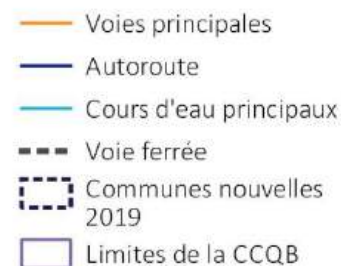 Voies principales
Autoroute
Cours d'eau principaux
Voie ferrée
Communes nouvelles
2019
Limites de la CCQB